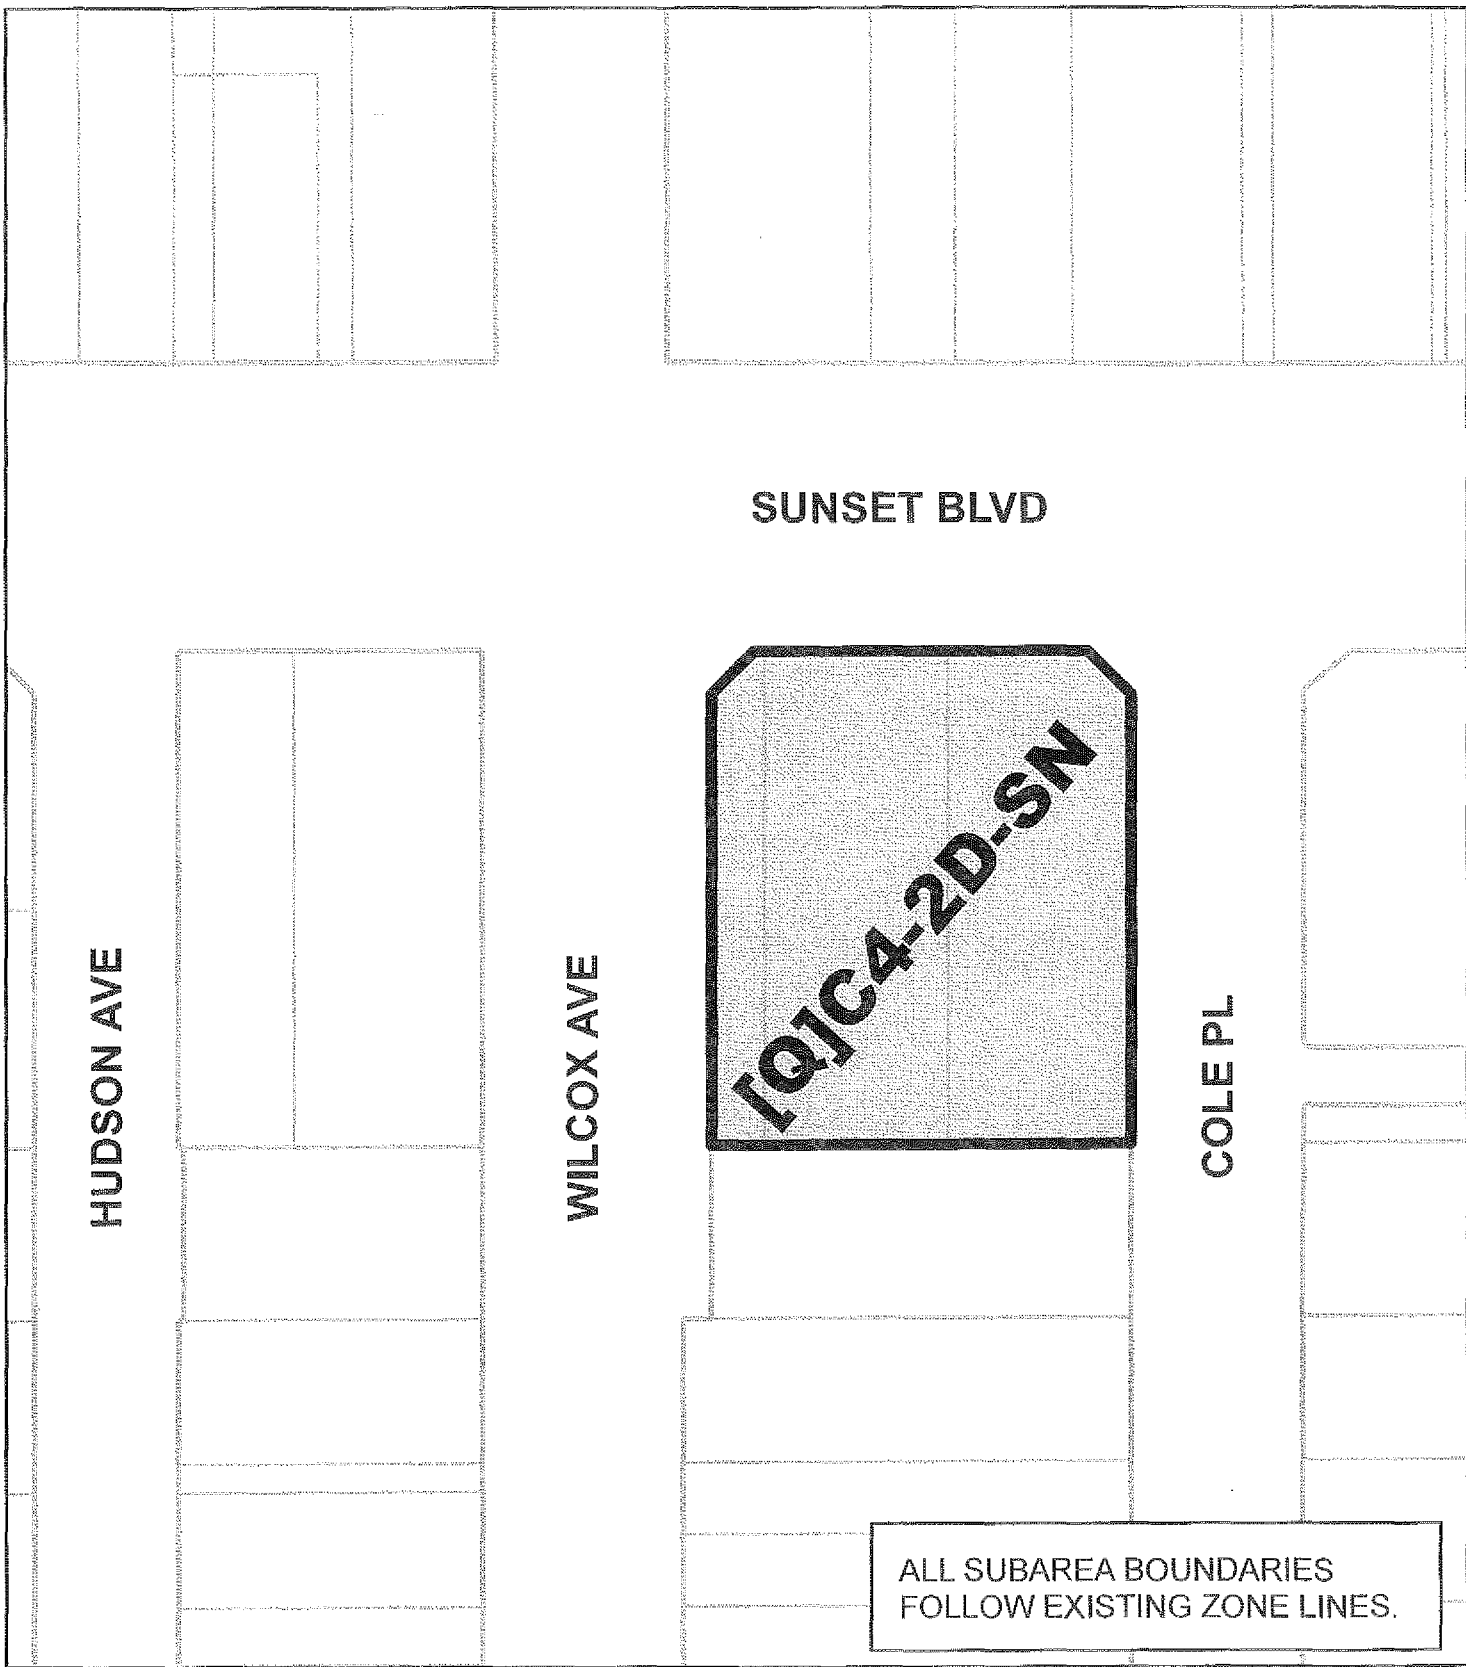 SUNSET BLVD
[Q]C4-2D-SN
HUDSON AVE
WILCOX AVE
COLE PL
ALL SUBAREA BOUNDARIES
FOLLOW EXISTING ZONE LINES.